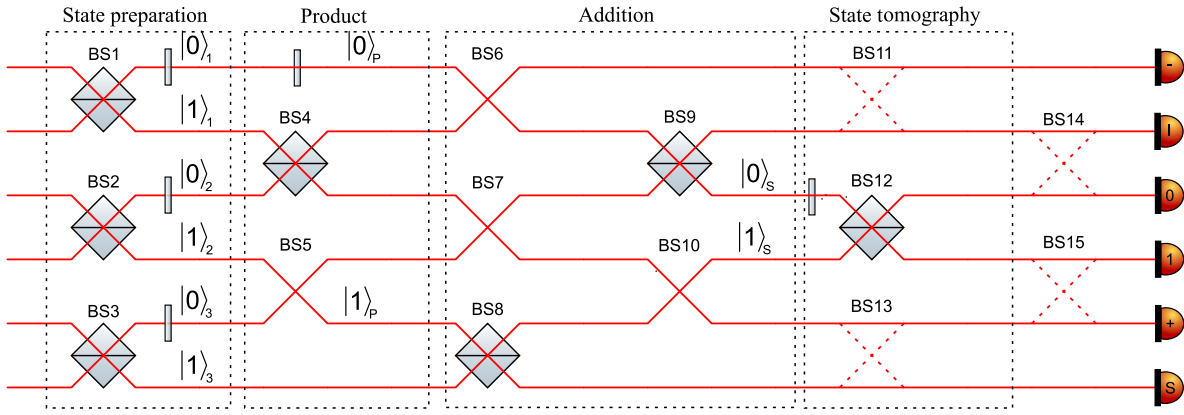 State preparation Product Addition State tomography
BS1 |0⟩₁ |0⟩P BS6 BS11
|1⟩₁ BS4 BS9 BS14
BS2 |0⟩₂ BS7 |0⟩S BS12
|1⟩₂ BS5 BS10 |1⟩S BS15
BS3 |0⟩₃ |1⟩P BS8 BS13
|1⟩₃
-
I
0
1
+
S